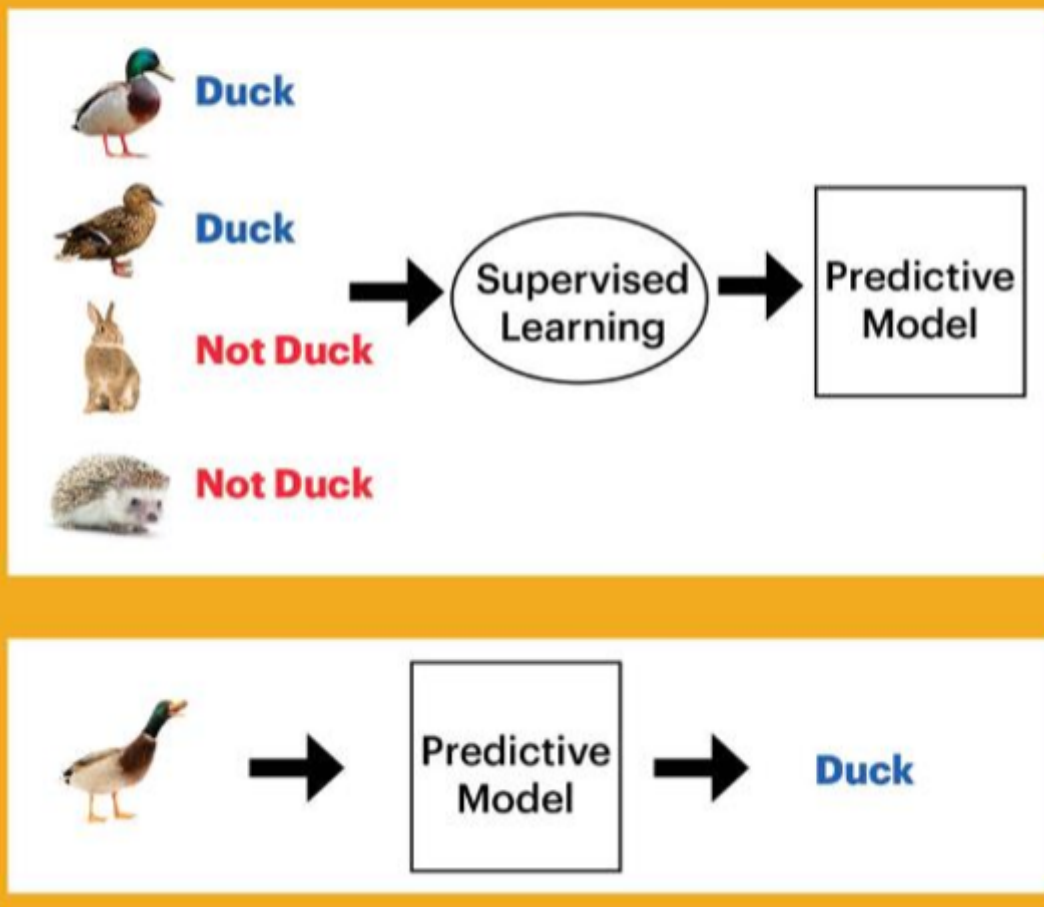 Duck
Duck
Not Duck
Not Duck
Supervised
Learning
Predictive
Model
Predictive
Model
Duck